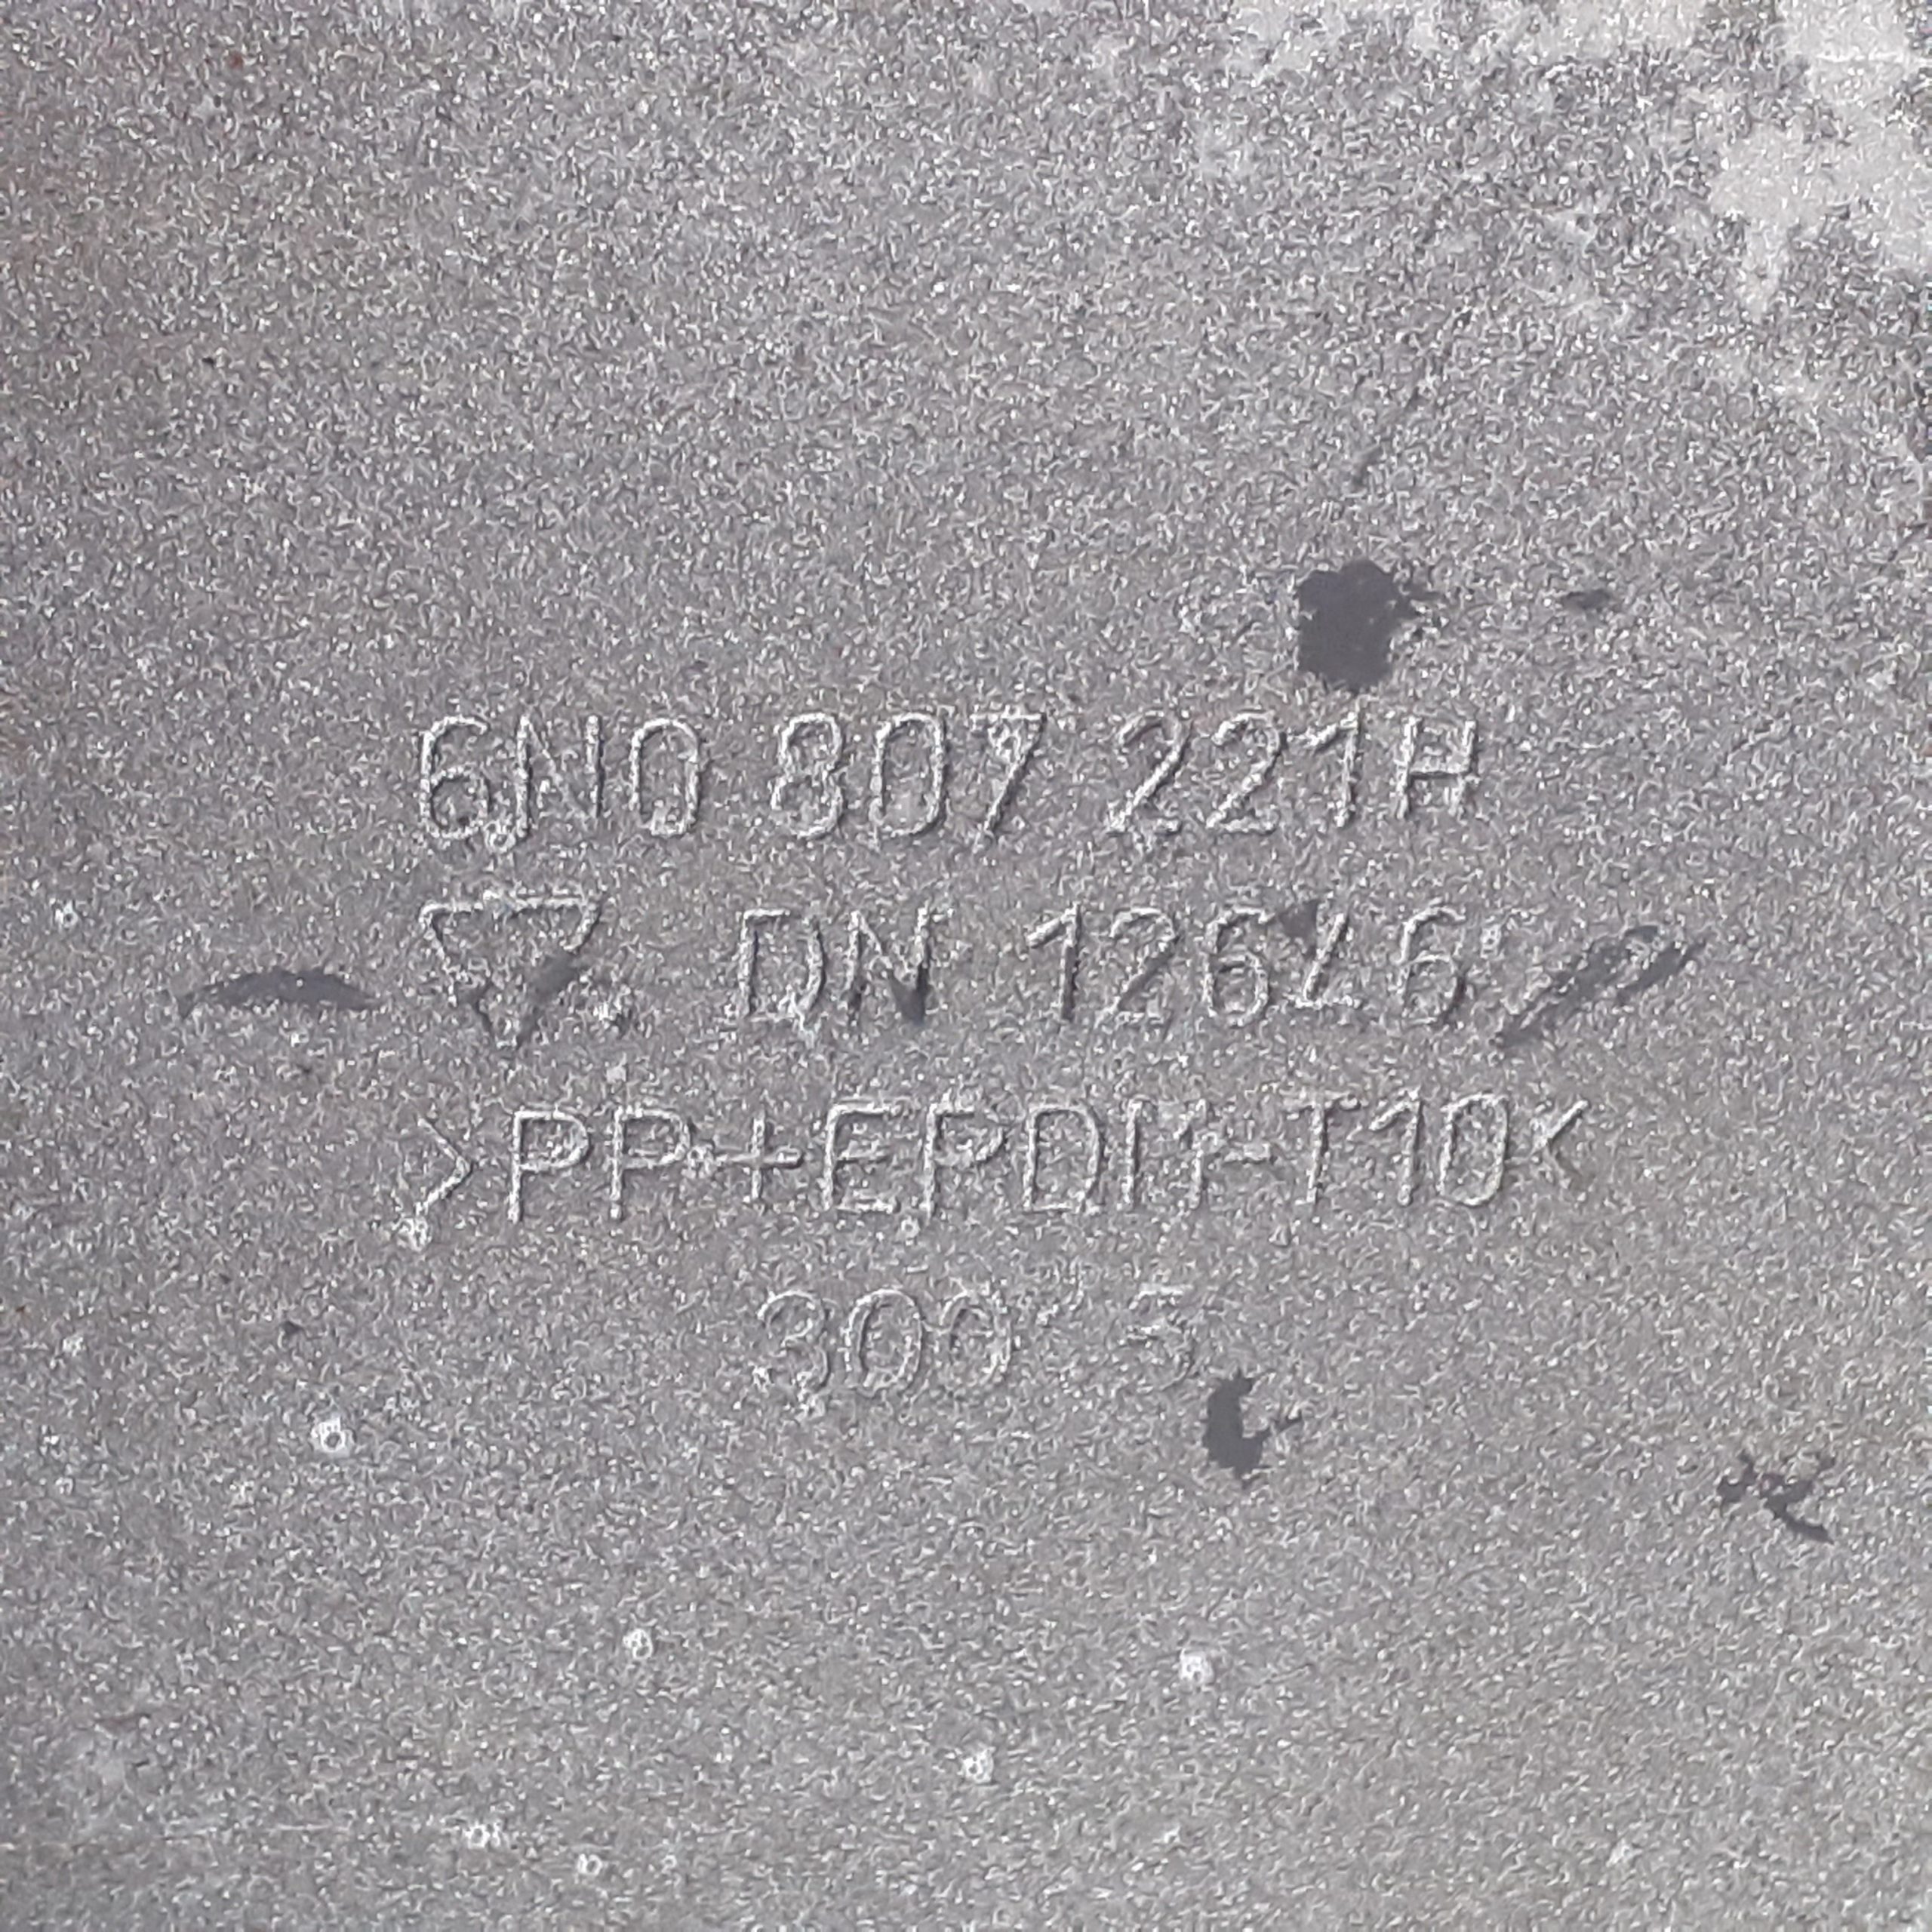 6N0 807 221H
DN 12646
>PP+EPDM-T10<
300 5